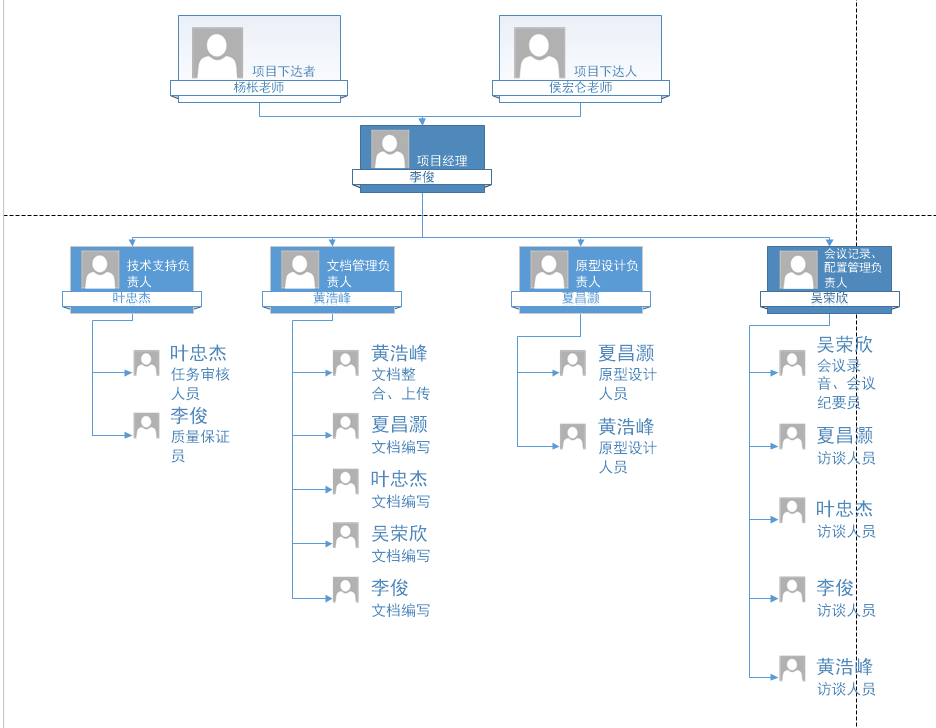 项目下达者
杨枨老师
项目下达人
侯宏仑老师
项目经理
李俊
技术支持负
责人
叶忠杰
叶忠杰
任务审核
人员
李俊
质量保证
员
文档管理负
责人
黄浩峰
黄浩峰
文档整
合、上传
夏昌灏
文档编写
叶忠杰
文档编写
吴荣欣
文档编写
李俊
文档编写
原型设计负
责人
夏昌灏
夏昌灏
原型设计
人员
黄浩峰
原型设计
人员
会议记录、
配置管理负
责人
吴荣欣
吴荣欣
会议录
音、会议
纪要员
夏昌灏
访谈人员
叶忠杰
访谈人员
李俊
访谈人员
黄浩峰
访谈人员